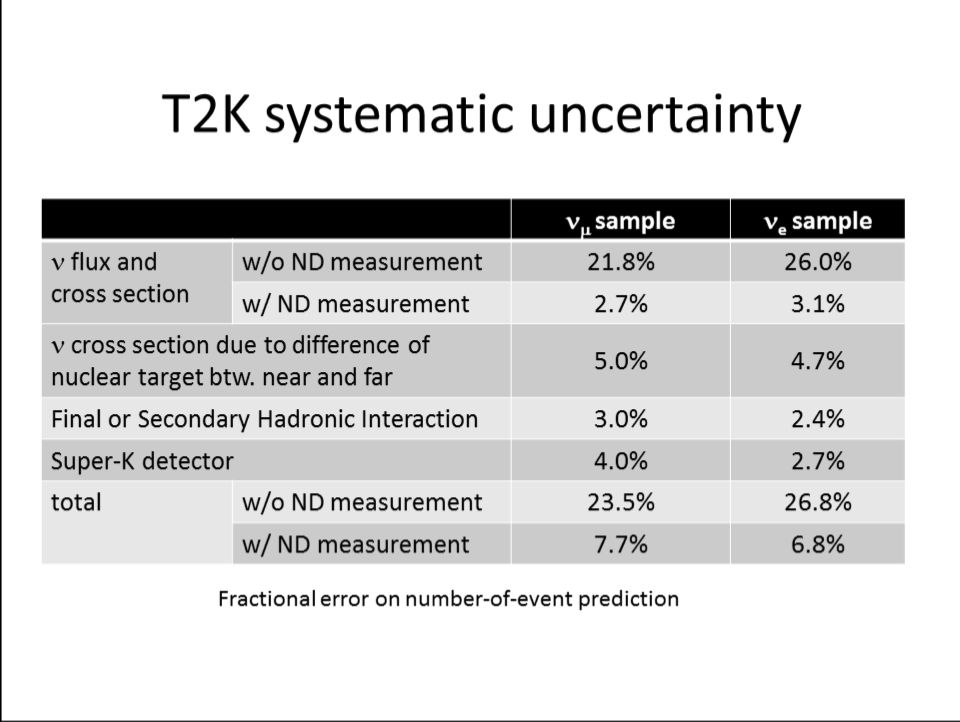 T2K systematic uncertainty
νμ sample νe sample
ν flux and
cross section
w/o ND measurement 21.8% 26.0%
w/ ND measurement 2.7% 3.1%
ν cross section due to difference of
nuclear target btw. near and far
5.0% 4.7%
Final or Secondary Hadronic Interaction 3.0% 2.4%
Super-K detector 4.0% 2.7%
total w/o ND measurement 23.5% 26.8%
w/ ND measurement 7.7% 6.8%
Fractional error on number-of-event prediction